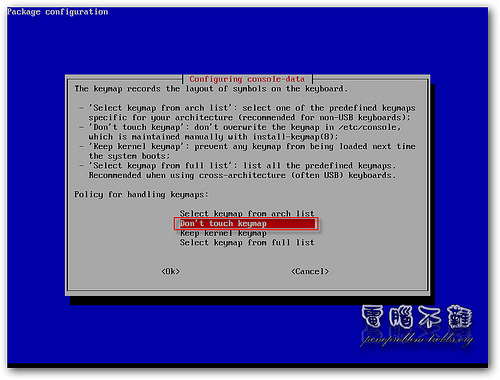 Package configuration
Configuring console-data
The keymap records the layout of symbols on the keyboard.
- 'Select keymap from arch list': select one of the predefined keymaps
specific for your architecture (recommended for non-USB keyboards);
- 'Don't touch keymap': don't overwrite the keymap in /etc/console,
which is maintained manually with install-keymap(8);
- 'Keep kernel keymap': prevent any keymap from being loaded next time
the system boots;
- 'Select keymap from full list': list all the predefined keymaps.
Recommended when using cross-architecture (often USB) keyboards.
Policy for handling keymaps:
Select keymap from arch list
Don't touch keymap
Keep kernel keymap
Select keymap from full list
<Ok> <Cancel>
電腦不難